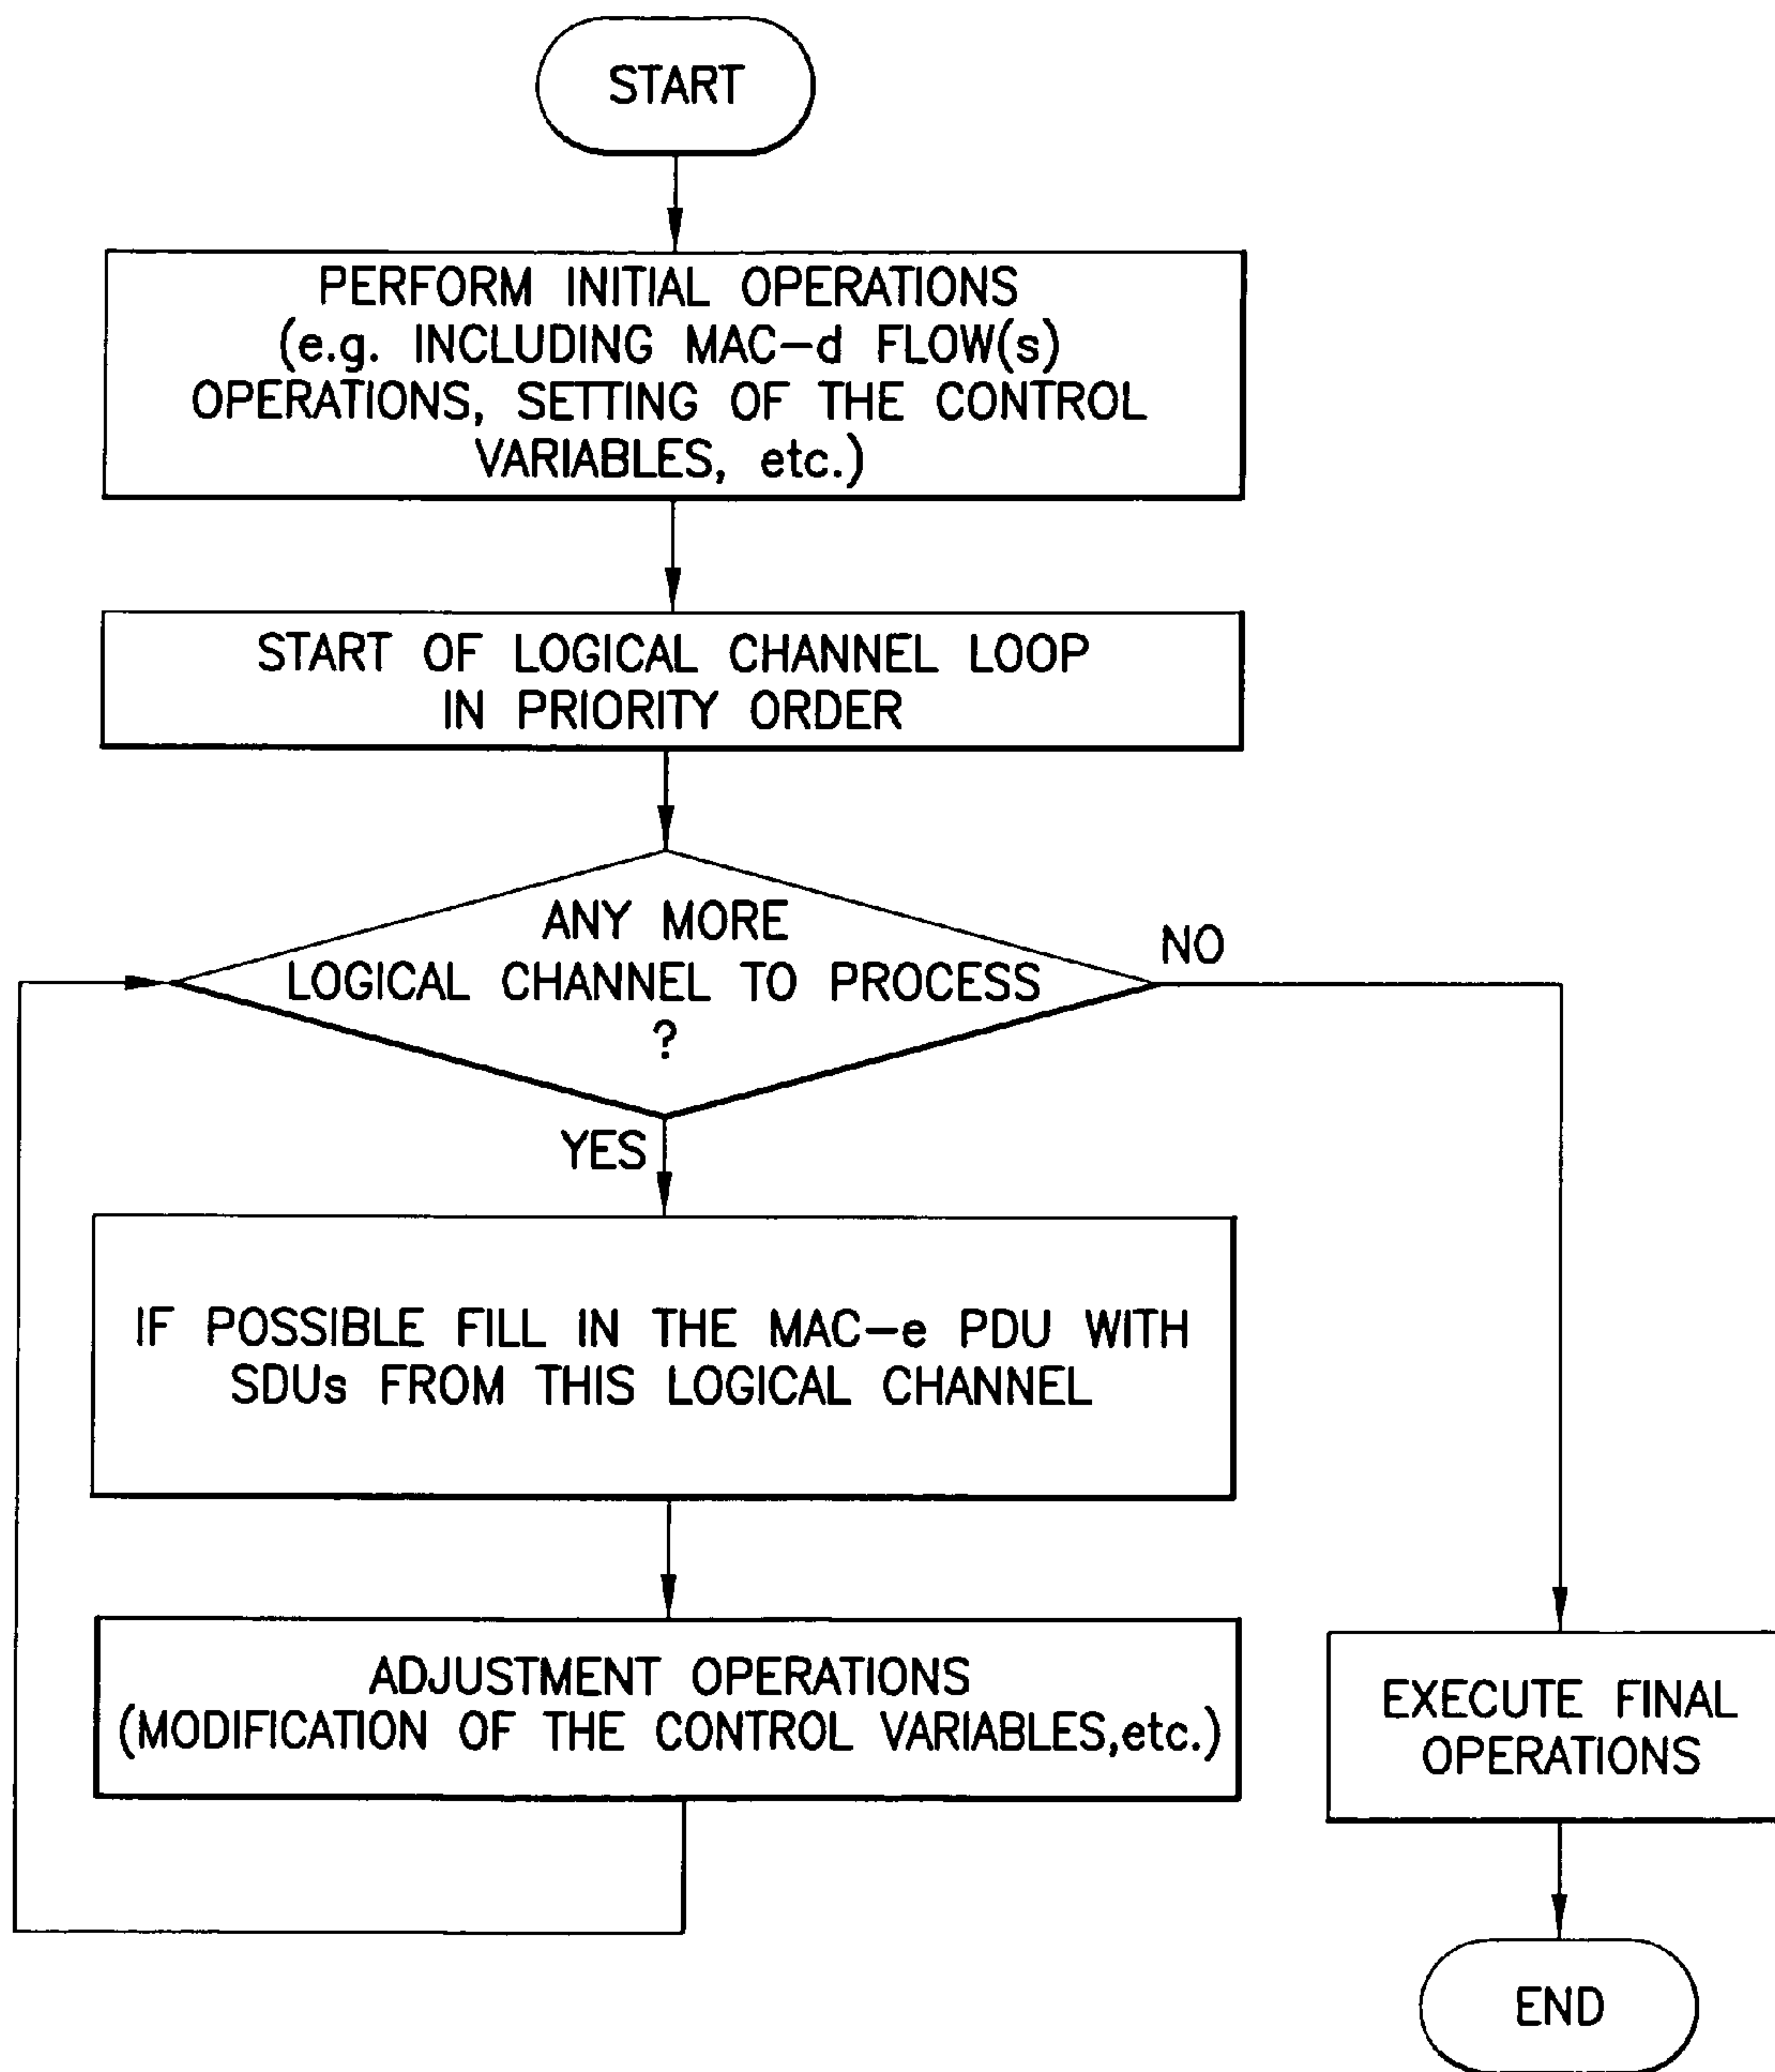 START
PERFORM INITIAL OPERATIONS
(e.g. INCLUDING MAC-d FLOW(s)
OPERATIONS, SETTING OF THE CONTROL
VARIABLES, etc.)
START OF LOGICAL CHANNEL LOOP
IN PRIORITY ORDER
ANY MORE
LOGICAL CHANNEL TO PROCESS
?
NO
YES
IF POSSIBLE FILL IN THE MAC-e PDU WITH
SDUs FROM THIS LOGICAL CHANNEL
ADJUSTMENT OPERATIONS
(MODIFICATION OF THE CONTROL VARIABLES,etc.)
EXECUTE FINAL
OPERATIONS
END